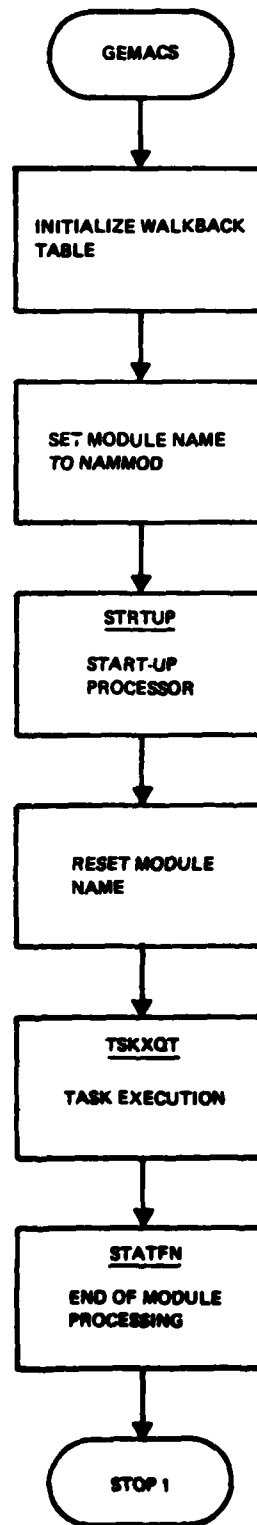 GEMACS
INITIALIZE WALKBACK
TABLE
SET MODULE NAME
TO NAMMOD
STRTUP
START-UP
PROCESSOR
RESET MODULE
NAME
TSKXQT
TASK EXECUTION
STATFN
END OF MODULE
PROCESSING
STOP 1